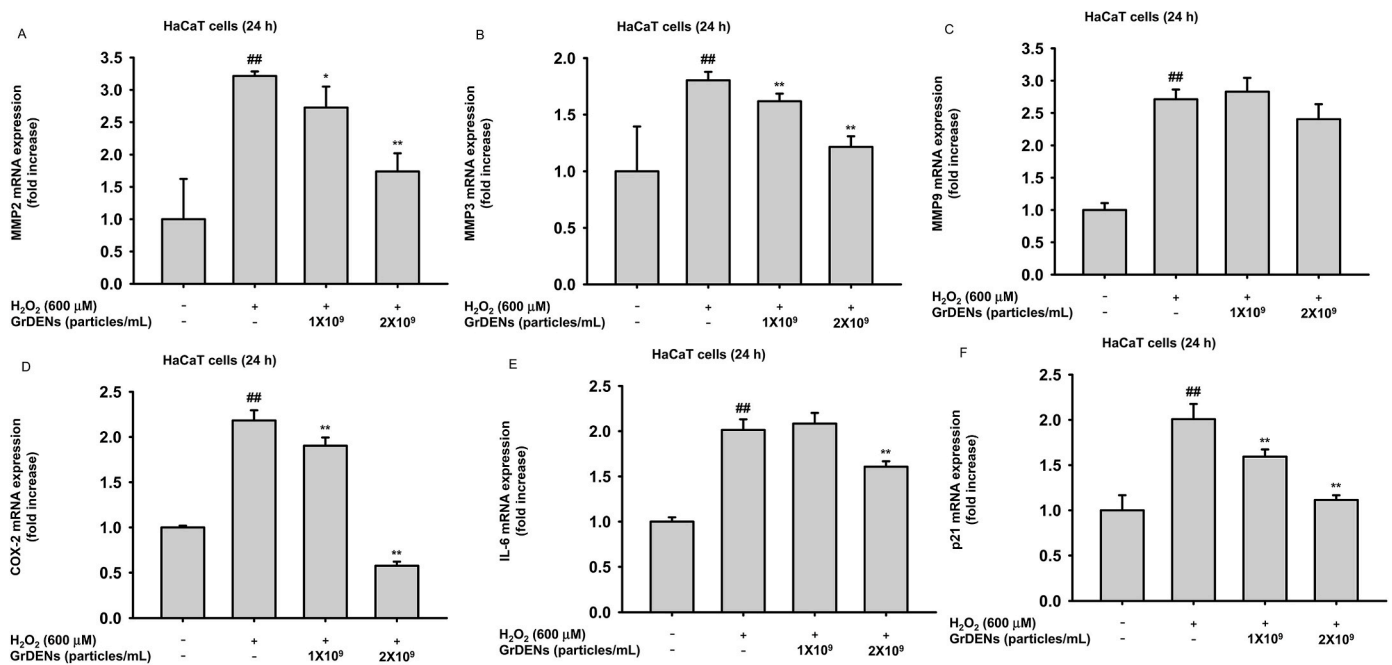 A
HaCaT cells (24 h)
MMP2 mRNA expression
(fold increase)
3.5
3.0
2.5
2.0
1.5
1.0
0.5
0.0
##
*
**
H₂O₂ (600 μM) - + + +
GrDENs (particles/mL) - - 1X10⁹ 2X10⁹
B
HaCaT cells (24 h)
MMP3 mRNA expression
(fold increase)
2.0
1.5
1.0
0.5
0.0
##
**
**
H₂O₂ (600 μM) - + + +
GrDENs (particles/mL) - - 1X10⁹ 2X10⁹
C
HaCaT cells (24 h)
MMP9 mRNA expression
(fold increase)
3.5
3.0
2.5
2.0
1.5
1.0
0.5
0.0
##
H₂O₂ (600 μM) - + + +
GrDENs (particles/mL) - - 1X10⁹ 2X10⁹
D
HaCaT cells (24 h)
COX-2 mRNA expression
(fold increase)
2.5
2.0
1.5
1.0
0.5
0.0
##
**
**
H₂O₂ (600 μM) - + + +
GrDENs (particles/mL) - - 1X10⁹ 2X10⁹
E
HaCaT cells (24 h)
IL-6 mRNA expression
(fold increase)
2.5
2.0
1.5
1.0
0.5
0.0
##
**
H₂O₂ (600 μM) - + + +
GrDENs (particles/mL) - - 1X10⁹ 2X10⁹
F
HaCaT cells (24 h)
p21 mRNA expression
(fold increase)
2.5
2.0
1.5
1.0
0.5
0.0
##
**
**
H₂O₂ (600 μM) - + + +
GrDENs (particles/mL) - - 1X10⁹ 2X10⁹